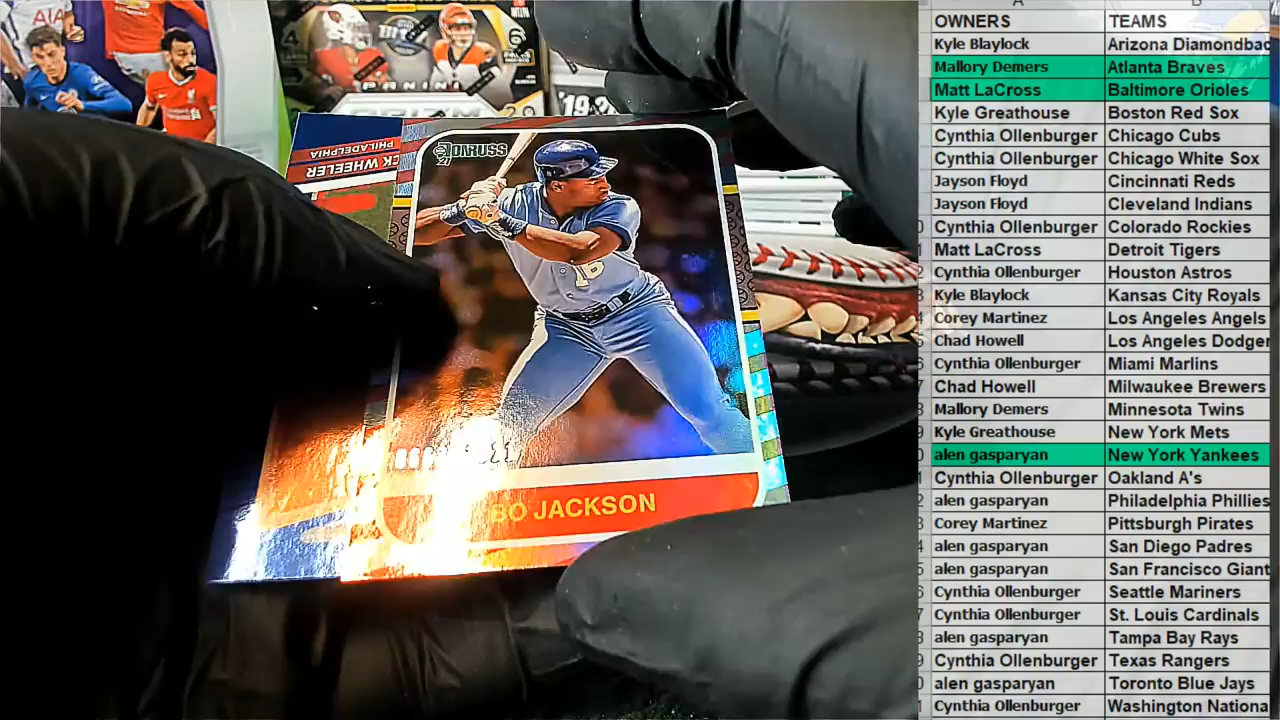 AIA
PANINI
PRIZM
'19-2
CK WHEELER
PHILADELPHIA
DONRUSS
21
16
BO JACKSON
A B
OWNERS TEAMS
Kyle Blaylock Arizona Diamondbac
Mallory Demers Atlanta Braves
Matt LaCross Baltimore Orioles
Kyle Greathouse Boston Red Sox
Cynthia Ollenburger Chicago Cubs
Cynthia Ollenburger Chicago White Sox
Jayson Floyd Cincinnati Reds
Jayson Floyd Cleveland Indians
Cynthia Ollenburger Colorado Rockies
Matt LaCross Detroit Tigers
Cynthia Ollenburger Houston Astros
Kyle Blaylock Kansas City Royals
Corey Martinez Los Angeles Angels
Chad Howell Los Angeles Dodger
Cynthia Ollenburger Miami Marlins
Chad Howell Milwaukee Brewers
Mallory Demers Minnesota Twins
Kyle Greathouse New York Mets
alen gasparyan New York Yankees
Cynthia Ollenburger Oakland A's
alen gasparyan Philadelphia Phillies
Corey Martinez Pittsburgh Pirates
alen gasparyan San Diego Padres
alen gasparyan San Francisco Giant
Cynthia Ollenburger Seattle Mariners
Cynthia Ollenburger St. Louis Cardinals
alen gasparyan Tampa Bay Rays
Cynthia Ollenburger Texas Rangers
alen gasparyan Toronto Blue Jays
Cynthia Ollenburger Washington Nationa